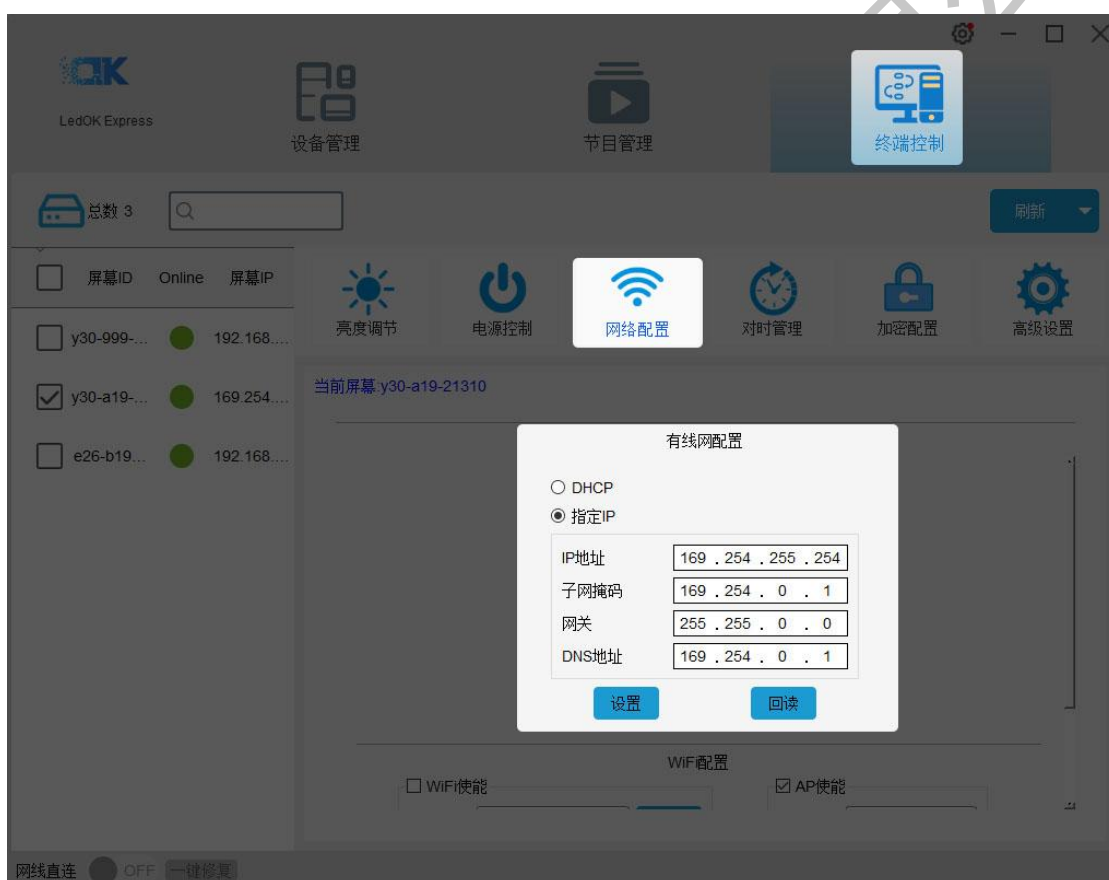 LedOK Express
设备管理
节目管理
终端控制
总数 3
刷新
屏幕ID Online 屏幕IP
y30-999-... 192.168....
y30-a19-... 169.254....
e26-b19... 192.168....
亮度调节
电源控制
网络配置
对时管理
加密配置
高级设置
当前屏幕:y30-a19-21310
有线网配置
DHCP
指定IP
IP地址 169 . 254 . 255 . 254
子网掩码 169 . 254 . 0 . 1
网关 255 . 255 . 0 . 0
DNS地址 169 . 254 . 0 . 1
设置 回读
WiFi配置
WiFi使能 AP使能
网线直连 OFF 一键修复